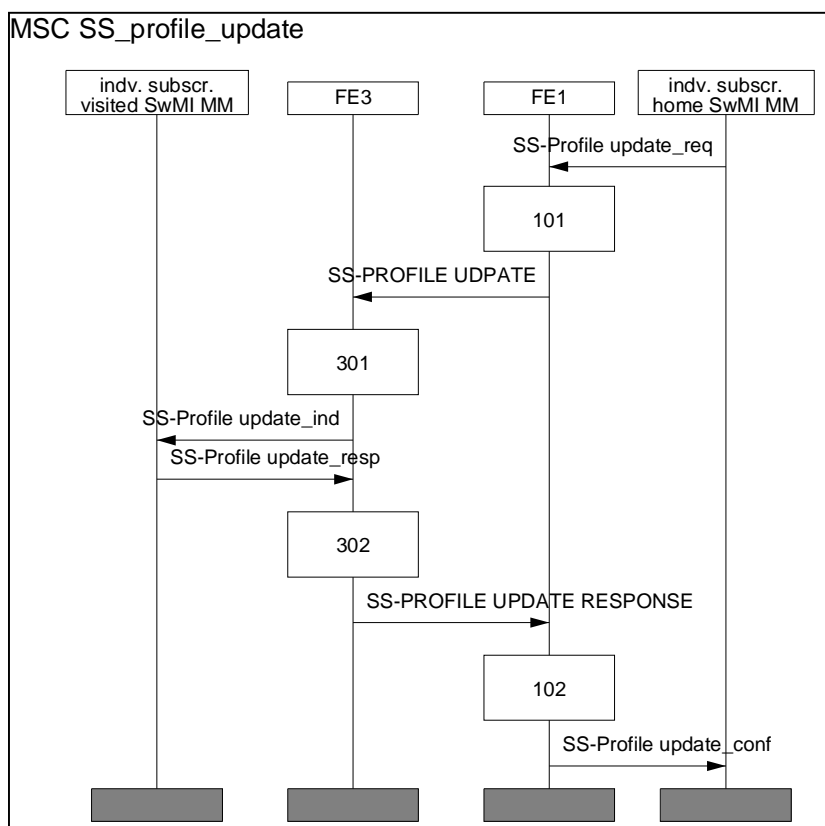 MSC SS_profile_update
indv. subscr.
visited SwMI MM
FE3
FE1
indv. subscr.
home SwMI MM
SS-Profile update_req
101
SS-PROFILE UDPATE
301
SS-Profile update_ind
SS-Profile update_resp
302
SS-PROFILE UPDATE RESPONSE
102
SS-Profile update_conf